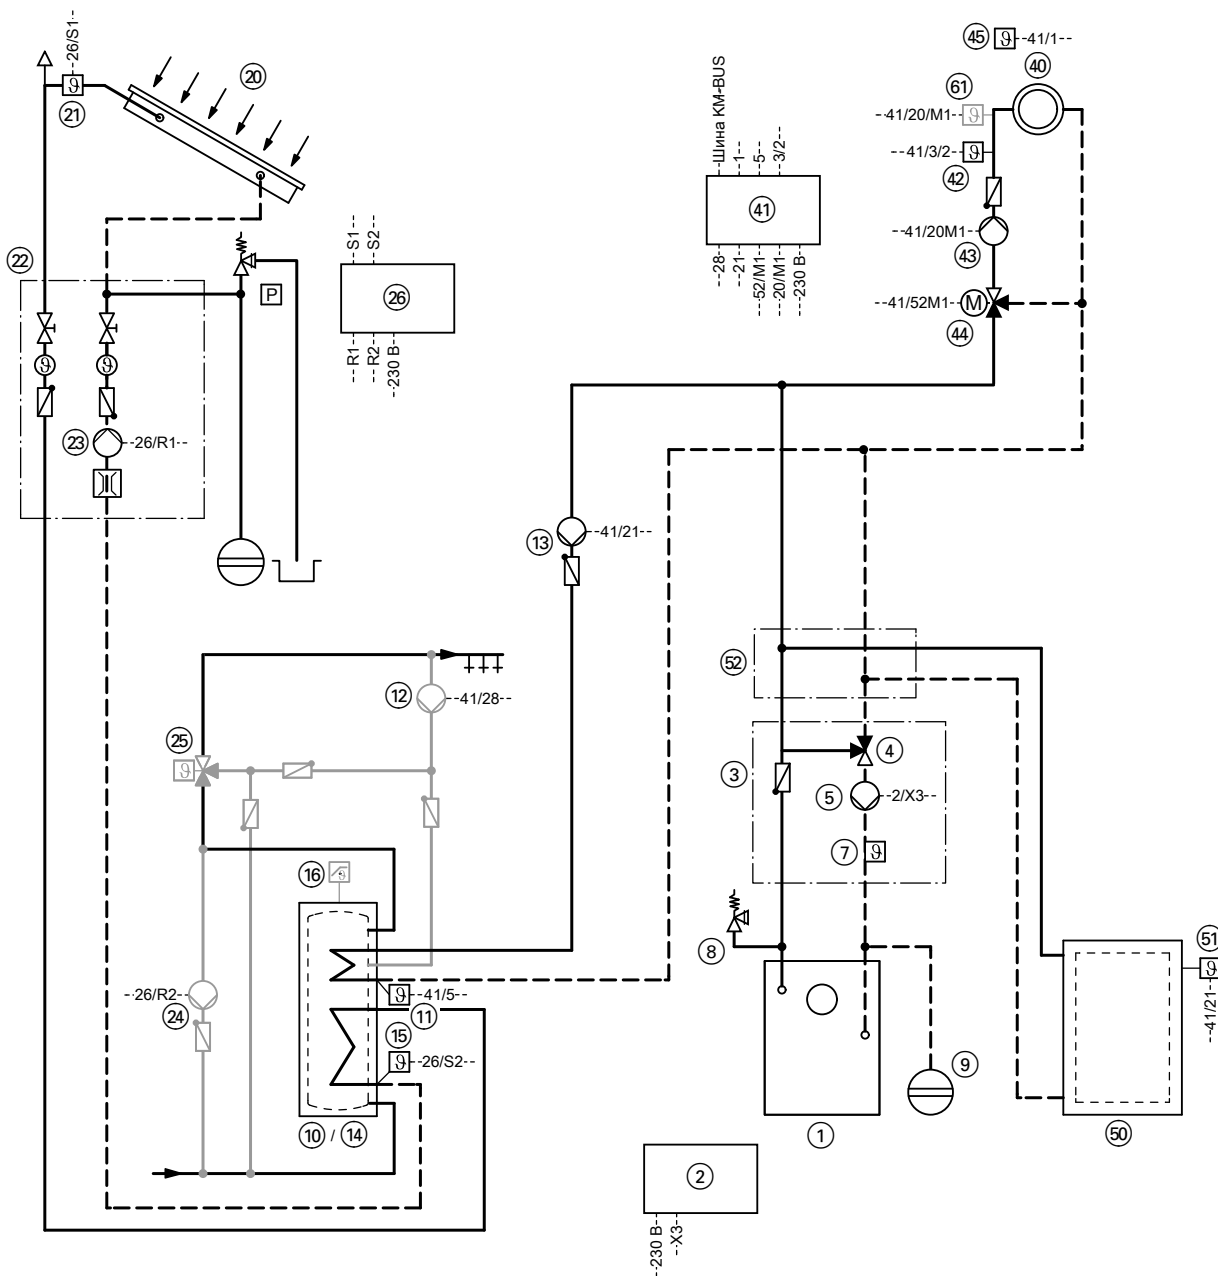 --26/S1--
ϑ
21
20
45
ϑ
--41/1--
40
--Шина KM-BUS
--1--
--5--
--3/2--
41
--28--
--21--
--52/M1--
--20/M1--
--230 В--
61
--41/20/M1--
ϑ
--41/3/2--
ϑ
42
--41/20M1--
43
--41/52M1--
M
44
--S1--
--S2--
26
--R1--
--R2--
--230 В--
22
P
ϑ
ϑ
23
--26/R1--
13
--41/21--
52
12
--41/28--
25
ϑ
4
3
5
--2/X3--
7
ϑ
16
ϑ
8
51
ϑ
--41/21--
--26/R2--
24
ϑ
--41/5--
11
15
ϑ
--26/S2--
9
10 / 14
1
50
2
--230 В--
--X3--